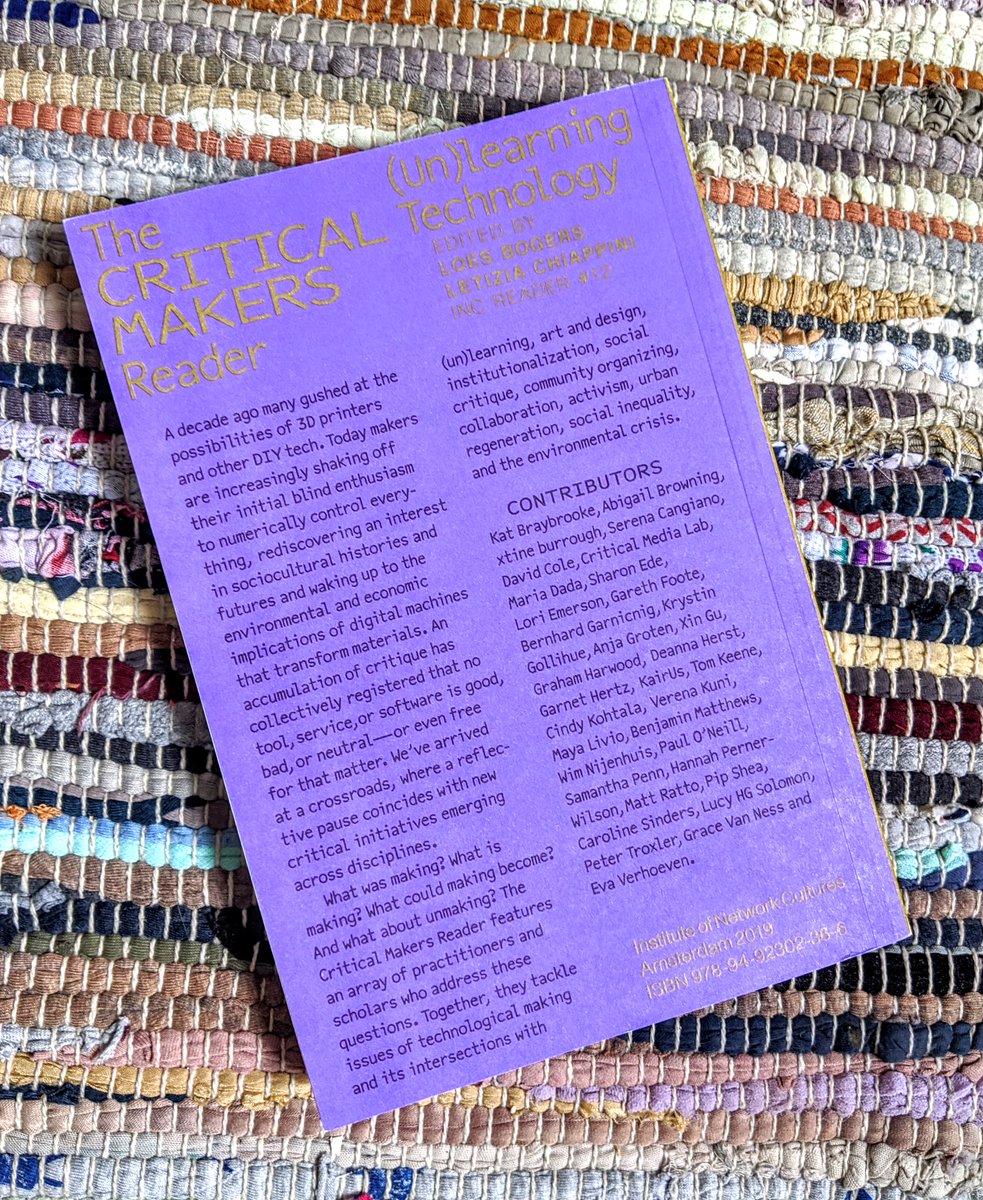 The
CRITICAL
MAKERS
Reader
(Un)learning
Technology
EDITED BY
LOES BOGERS
LETIZIA CHIAPPINI
INC READER #12
A decade ago many gushed at the
possibilities of 3D printers
and other DIY tech. Today makers
are increasingly shaking off
their initial blind enthusiasm
to numerically control every-
thing, rediscovering an interest
in sociocultural histories and
futures and waking up to the
environmental and economic
implications of digital machines
that transform materials. An
accumulation of critique has
collectively registered that no
tool, service, or software is good,
bad, or neutral—or even free
for that matter. We've arrived
at a crossroads, where a reflec-
tive pause coincides with new
critical initiatives emerging
across disciplines.
What was making? What is
making? What could making become?
And what about unmaking? The
Critical Makers Reader features
an array of practitioners and
scholars who address these
questions. Together, they tackle
issues of technological making
and its intersections with
(un)learning, art and design,
institutionalization, social
critique, community organizing,
collaboration, activism, urban
regeneration, social inequality,
and the environmental crisis.
CONTRIBUTORS
Kat Braybrooke, Abigail Browning,
xtine burrough, Serena Cangiano,
David Cole, Critical Media Lab,
Maria Dada, Sharon Ede,
Lori Emerson, Gareth Foote,
Bernhard Garnicnig, Krystin
Gollihue, Anja Groten, Xin Gu,
Graham Harwood, Deanna Herst,
Garnet Hertz, KairUs, Tom Keene,
Cindy Kohtala, Verena Kuni,
Maya Livio, Benjamin Matthews,
Wim Nijenhuis, Paul O'Neill,
Samantha Penn, Hannah Perner-
Wilson, Matt Ratto, Pip Shea,
Caroline Sinders, Lucy HG Solomon,
Peter Troxler, Grace Van Ness and
Eva Verhoeven.
Institute of Network Cultures
Amsterdam 2019
ISBN 978-94-92302-36-6